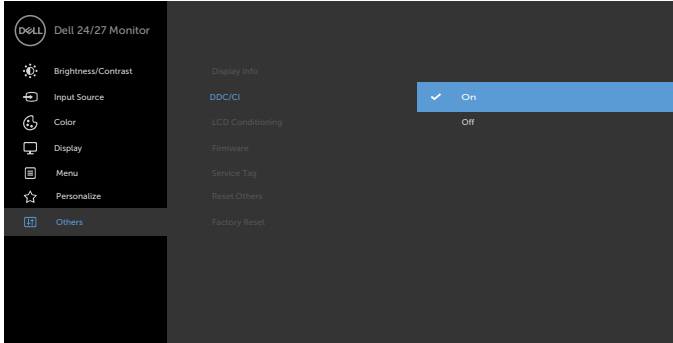 DELL Dell 24/27 Monitor
Brightness/Contrast
Input Source
Color
Display
Menu
Personalize
Others
Display Info
DDC/CI
LCD Conditioning
Firmware
Service Tag
Reset Others
Factory Reset
On
Off